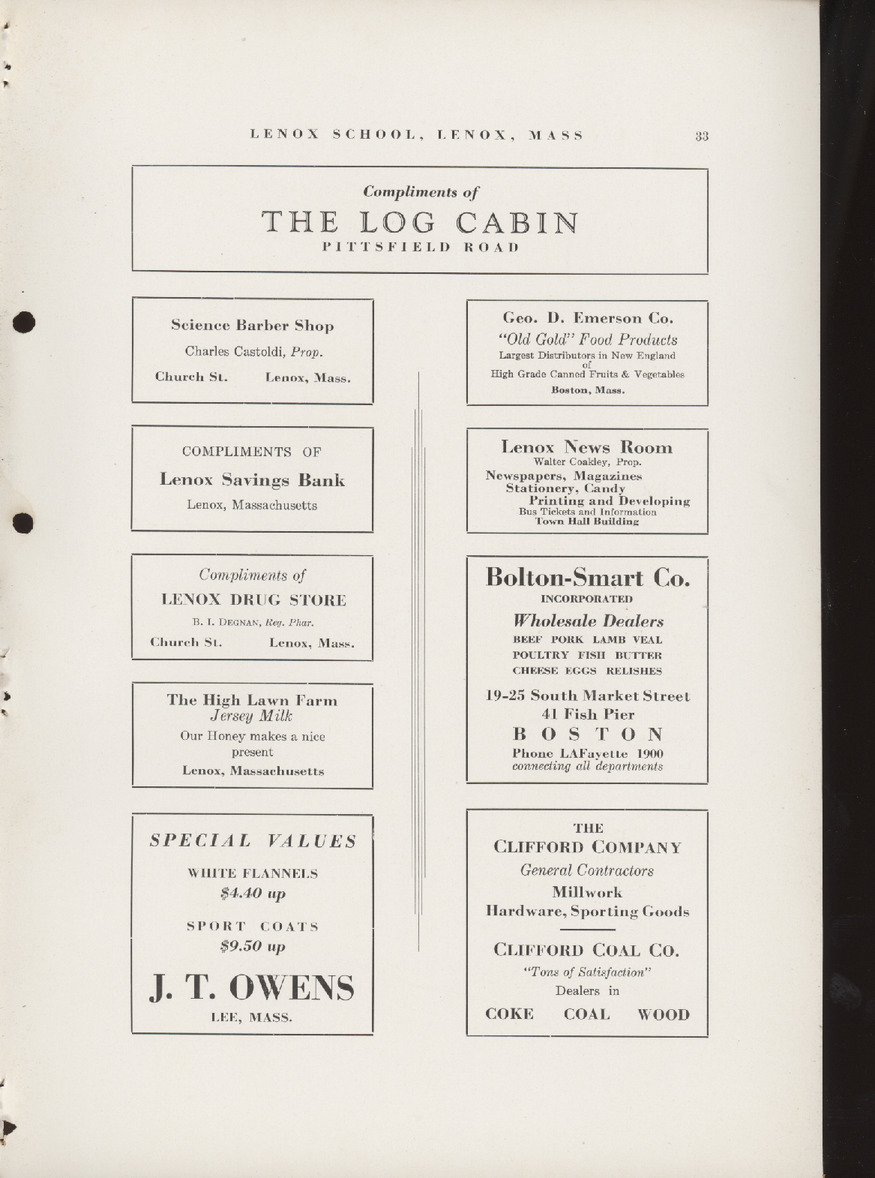 LENOX SCHOOL, LENOX, MASS 33
Compliments of
THE LOG CABIN
PITTSFIELD ROAD
Science Barber Shop
Charles Castoldi, Prop.
Church St. Lenox, Mass.
COMPLIMENTS OF
Lenox Savings Bank
Lenox, Massachusetts
Compliments of
LENOX DRUG STORE
B. I. DEGNAN, Reg. Phar.
Church St. Lenox, Mass.
The High Lawn Farm
Jersey Milk
Our Honey makes a nice
present
Lenox, Massachusetts
SPECIAL VALUES
WHITE FLANNELS
$4.40 up
SPORT COATS
$9.50 up
J. T. OWENS
LEE, MASS.
Geo. D. Emerson Co.
"Old Gold" Food Products
Largest Distributors in New England
of
High Grade Canned Fruits & Vegetables
Boston, Mass.
Lenox News Room
Walter Coakley, Prop.
Newspapers, Magazines
Stationery, Candy
Printing and Developing
Bus Tickets and Information
Town Hall Building
Bolton-Smart Co.
INCORPORATED
Wholesale Dealers
BEEF PORK LAMB VEAL
POULTRY FISH BUTTER
CHEESE EGGS RELISHES
19-25 South Market Street
41 Fish Pier
BOSTON
Phone LAFayette 1900
connecting all departments
THE
CLIFFORD COMPANY
General Contractors
Millwork
Hardware, Sporting Goods
CLIFFORD COAL CO.
"Tons of Satisfaction"
Dealers in
COKE COAL WOOD